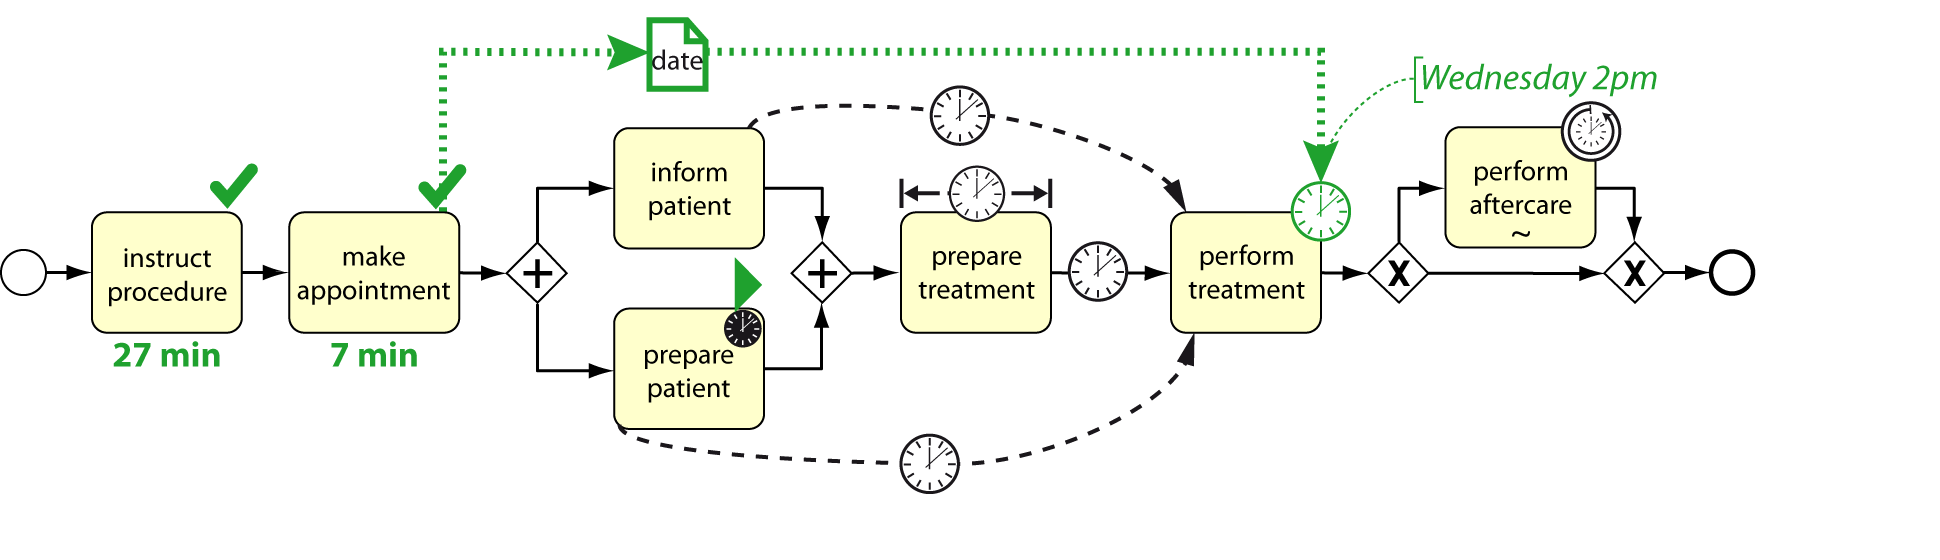 date
Wednesday 2pm
instruct
procedure
27 min
make
appointment
7 min
inform
patient
prepare
patient
prepare
treatment
perform
treatment
perform
aftercare
~
X
X